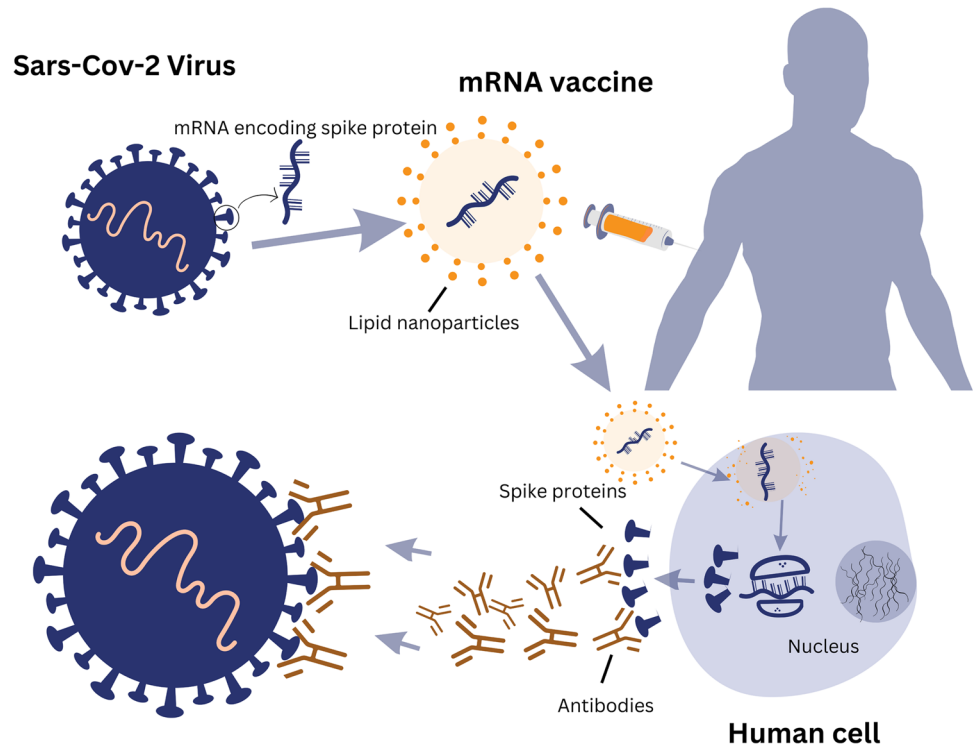 Sars-Cov-2 Virus
mRNA vaccine
mRNA encoding spike protein
Lipid nanoparticles
Spike proteins
Nucleus
Antibodies
Human cell